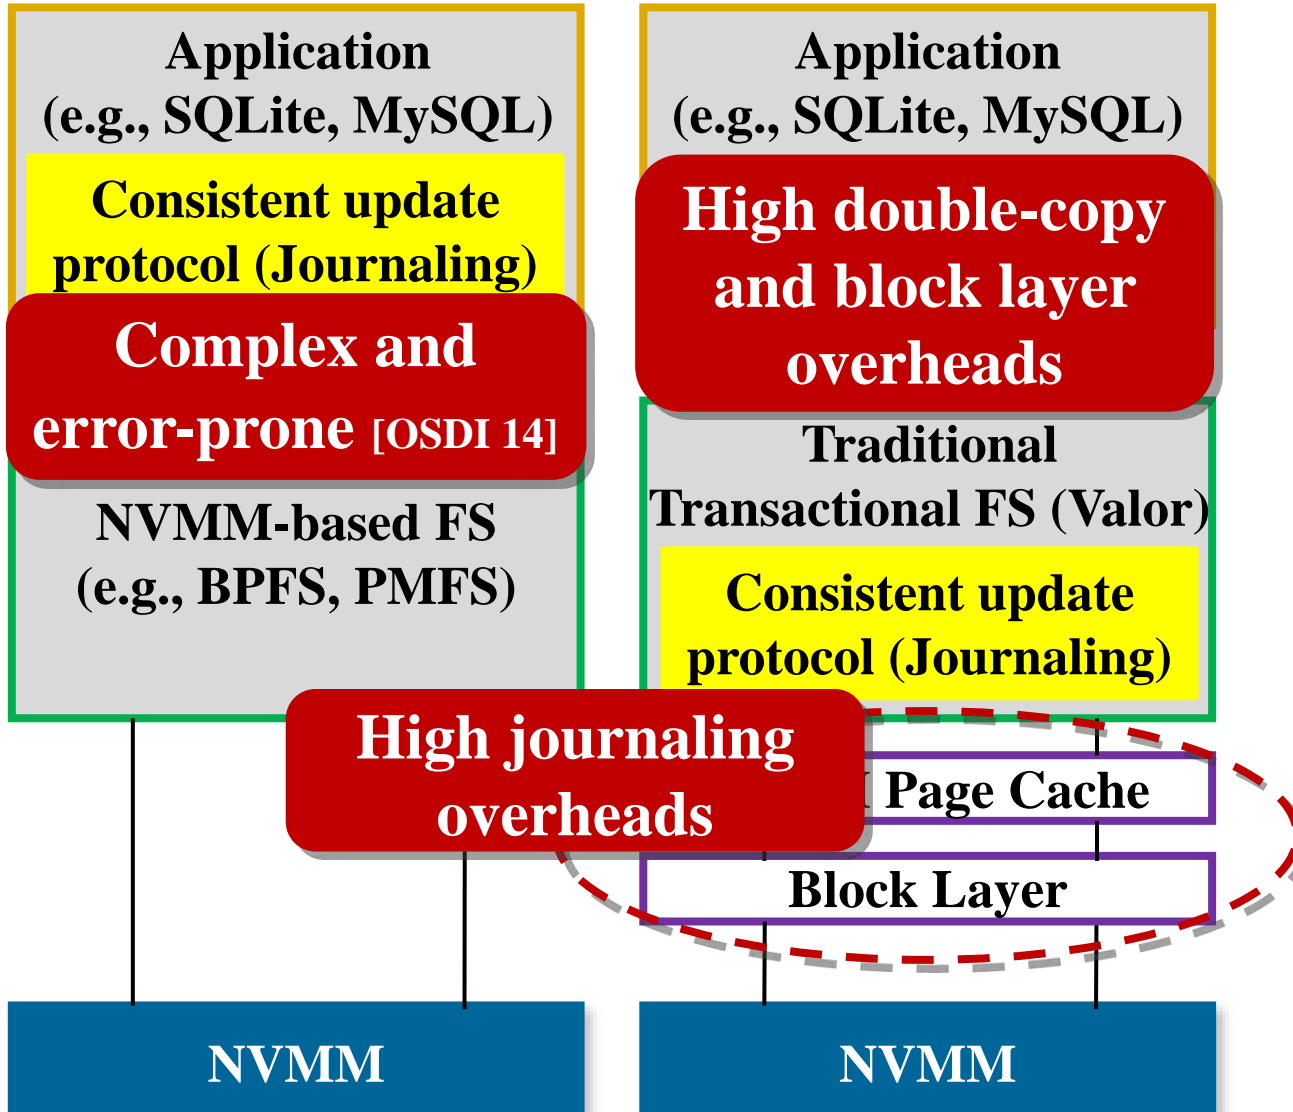 Application
(e.g., SQLite, MySQL)
Consistent update
protocol (Journaling)
Complex and
error-prone [OSDI 14]
NVMM-based FS
(e.g., BPFS, PMFS)
Application
(e.g., SQLite, MySQL)
High double-copy
and block layer
overheads
Traditional
Transactional FS (Valor)
Consistent update
protocol (Journaling)
High journaling
overheads
Page Cache
Block Layer
NVMM
NVMM